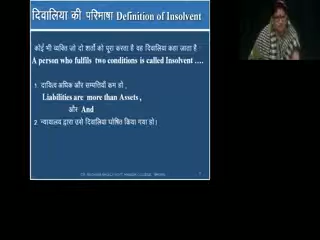 दिवालिया की परिभाषा Definition of Insolvent
कोई भी व्यक्ति जो दो शर्तों को पूरा करता है वह दिवालिया कहा जाता है
A person who fulfils two conditions is called Insolvent ....
1. दायित्व अधिक और सम्पत्तियाँ कम हो ,
Liabilities are more than Assets ,
और And
2. न्यायालय द्वारा उसे दिवालिया घोषित किया गया हो।